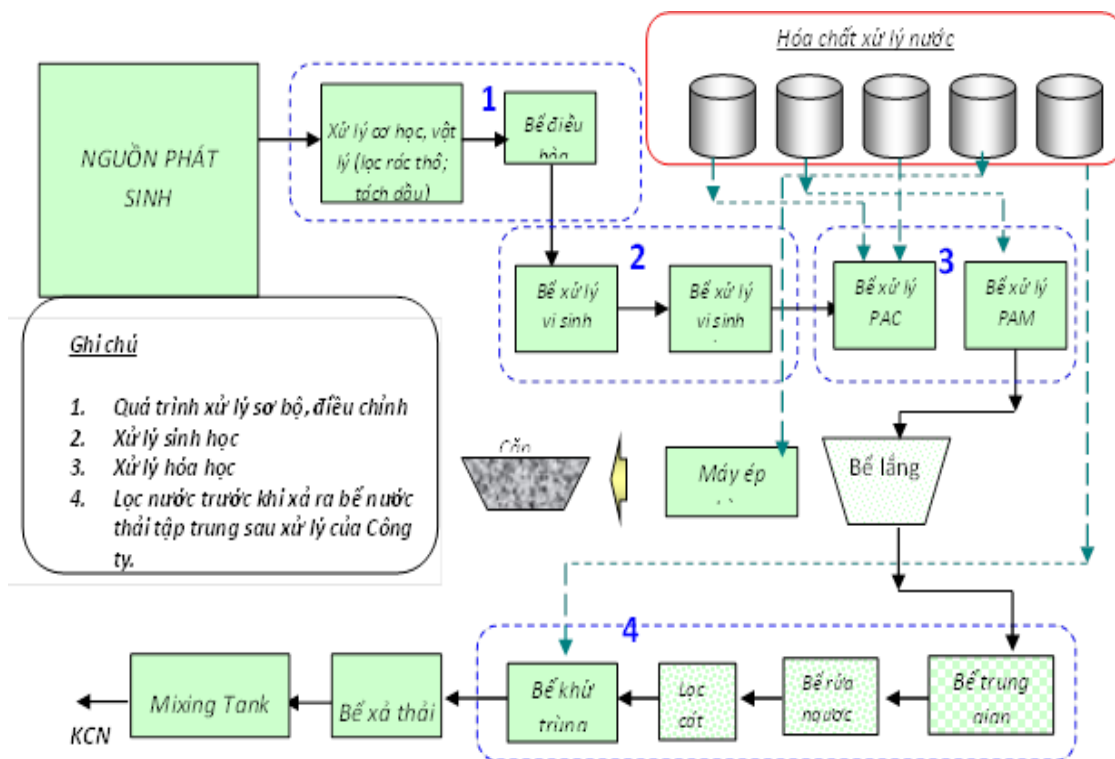 Hóa chất xử lý nước
NGUỒN PHÁT
SINH
1
Xử lý cơ học, vật
lý (lọc rác thô;
tách dầu)
Bể điều
hòa
2
Bể xử lý
vi sinh
Bể xử lý
vi sinh
3
Bể xử lý
PAC
Bể xử lý
PAM
Ghi chú
1. Quá trình xử lý sơ bộ, điều chỉnh
2. Xử lý sinh học
3. Xử lý hóa học
4. Lọc nước trước khi xả ra bể nước
thải tập trung sau xử lý của Công
ty.
Máy ép
Bể lắng
4
KCN
Mixing Tank
Bể xả thải
Bể khử
trùng
Lọc
cát
Bể rửa
ngược
Bể trung
gian